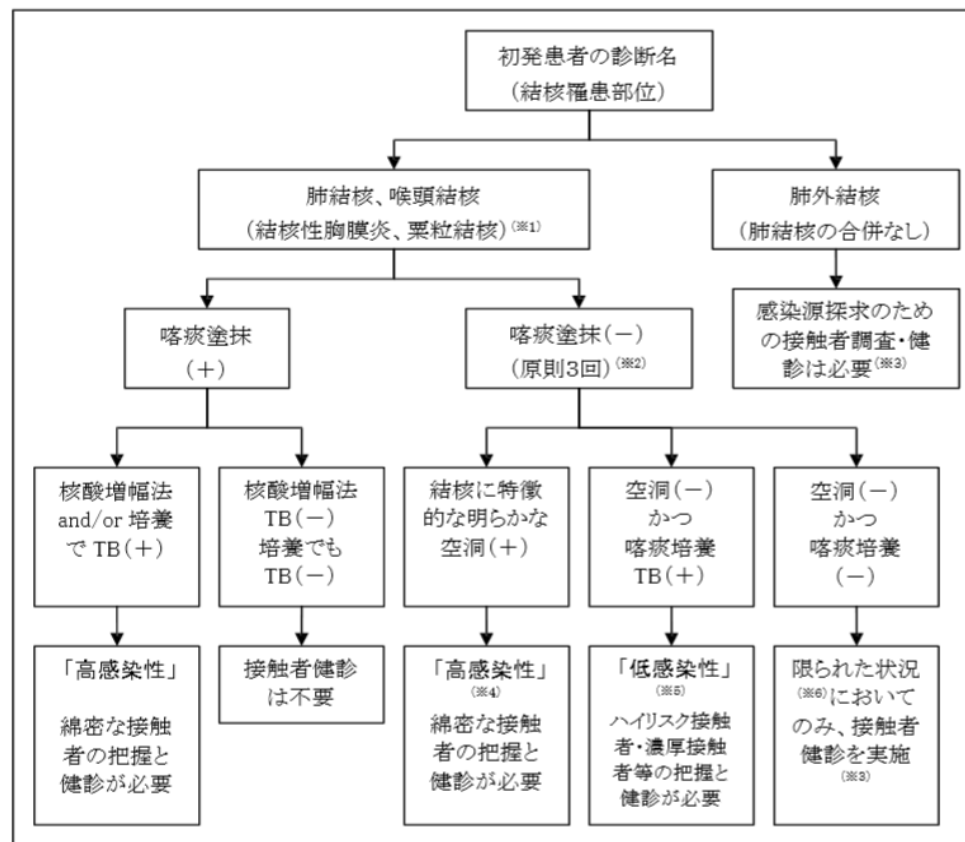 初発患者の診断名
(結核罹患部位)
肺結核、喉頭結核
(結核性胸膜炎、粟粒結核)(※1)
肺外結核
(肺結核の合併なし)
喀痰塗抹
(+)
喀痰塗抹(-)
(原則3回)(※2)
感染源探求のため
の接触者調査・健
診は必要(※3)
核酸増幅法
and/or 培養
でTB(+)
核酸増幅法
TB(-)
培養でも
TB(-)
結核に特徴
的な明らかな
空洞(+)
空洞(-)
かつ
喀痰培養
TB(+)
空洞(-)
かつ
喀痰培養
(-)
「高感染性」
綿密な接触
者の把握と
健診が必要
接触者健診
は不要
「高感染性」
(※4)
綿密な接触
者の把握と
健診が必要
「低感染性」
(※5)
ハイリスク接触
者・濃厚接触
者等の把握と
健診が必要
限られた状況
(※6)において
のみ、接触者
健診を実施
(※3)